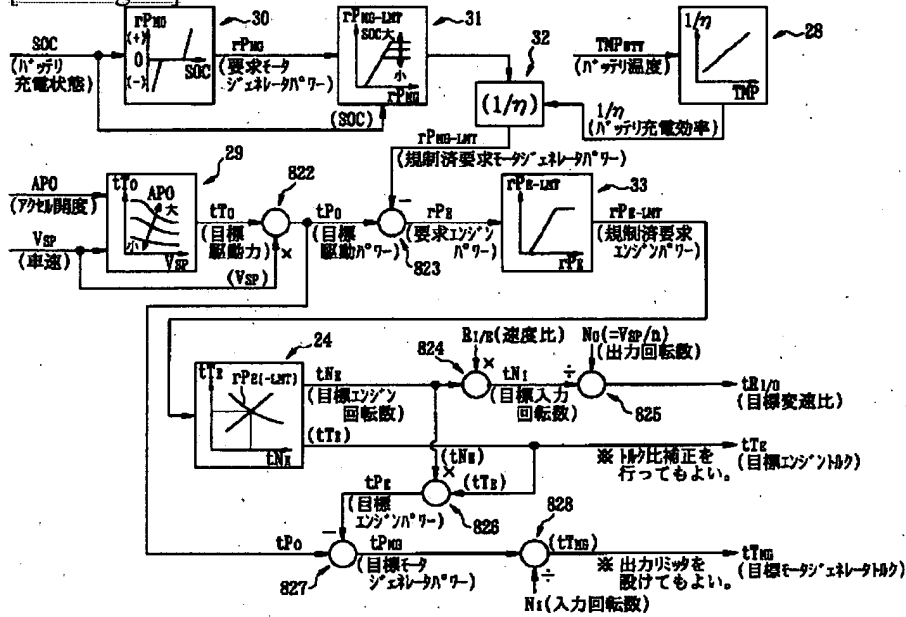 30
31
32
28
rPMG
(+)
0
(-)
SOC
SOC
(バッテリ
充電状態)
rPMG
(要求モータ
ジェネレータパワー)
rPMG-LMT
SOC大
小
rPMG
(SOC)
(1/η)
TMPBTT
(バッテリ温度)
1/η
TMP
1/η
(バッテリ充電効率)
rPMG-LMT
(規制済要求モータジェネレータパワー)
29
822
33
APO
(アクセル開度)
VSP
(車速)
tTO
APO
大
小
VSP
tTO
(目標
駆動力)
×
(VSP)
tPO
(目標
駆動パワー)
−
823
rPE
(要求エンジン
パワー)
rPE-LMT
rPE
rPE-LMT
(規制済要求
エンジンパワー)
24
tTE
rPE(-LMT)
tNE
tNE
(目標エンジン
回転数)
(tTE)
824
RI/E(速度比)
×
tNI
(目標入力
回転数)
÷
NO(=VSP/n)
(出力回転数)
825
tRI/O
(目標変速比)
(tNE)
×
(tTE)
※ トルク比補正を
行ってもよい。
tTE
(目標エンジントルク)
tPE
(目標
エンジンパワー)
826
828
tPO
−
827
tPMG
(目標モータ
ジェネレータパワー)
(tTMG)
÷
NI(入力回転数)
※ 出力リミッタを
設けてもよい。
tTMG
(目標モータジェネレータトルク)